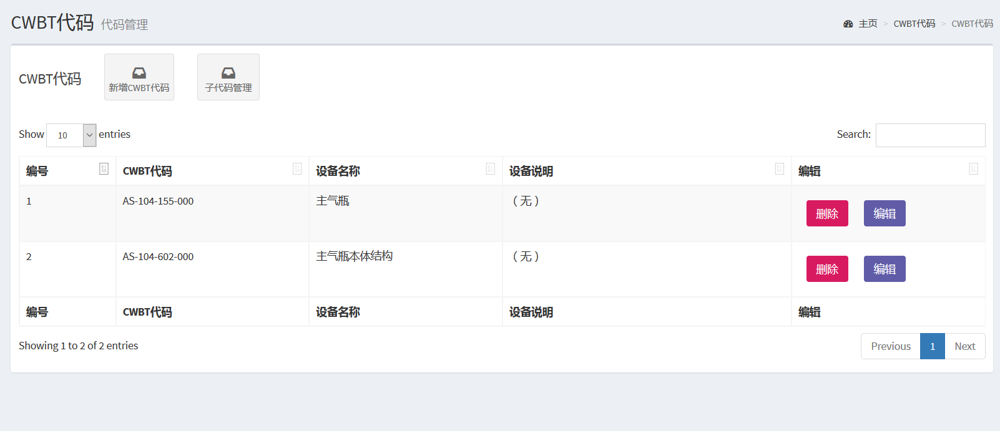 CWBT代码 代码管理
主页 > CWBT代码 > CWBT代码
CWBT代码
新增CWBT代码
子代码管理
Show 10 entries
Search:
编号 CWBT代码 设备名称 设备说明 编辑
1 AS-104-155-000 主气瓶 （无） 删除 编辑
2 AS-104-602-000 主气瓶本体结构 （无） 删除 编辑
编号 CWBT代码 设备名称 设备说明 编辑
Showing 1 to 2 of 2 entries
Previous 1 Next